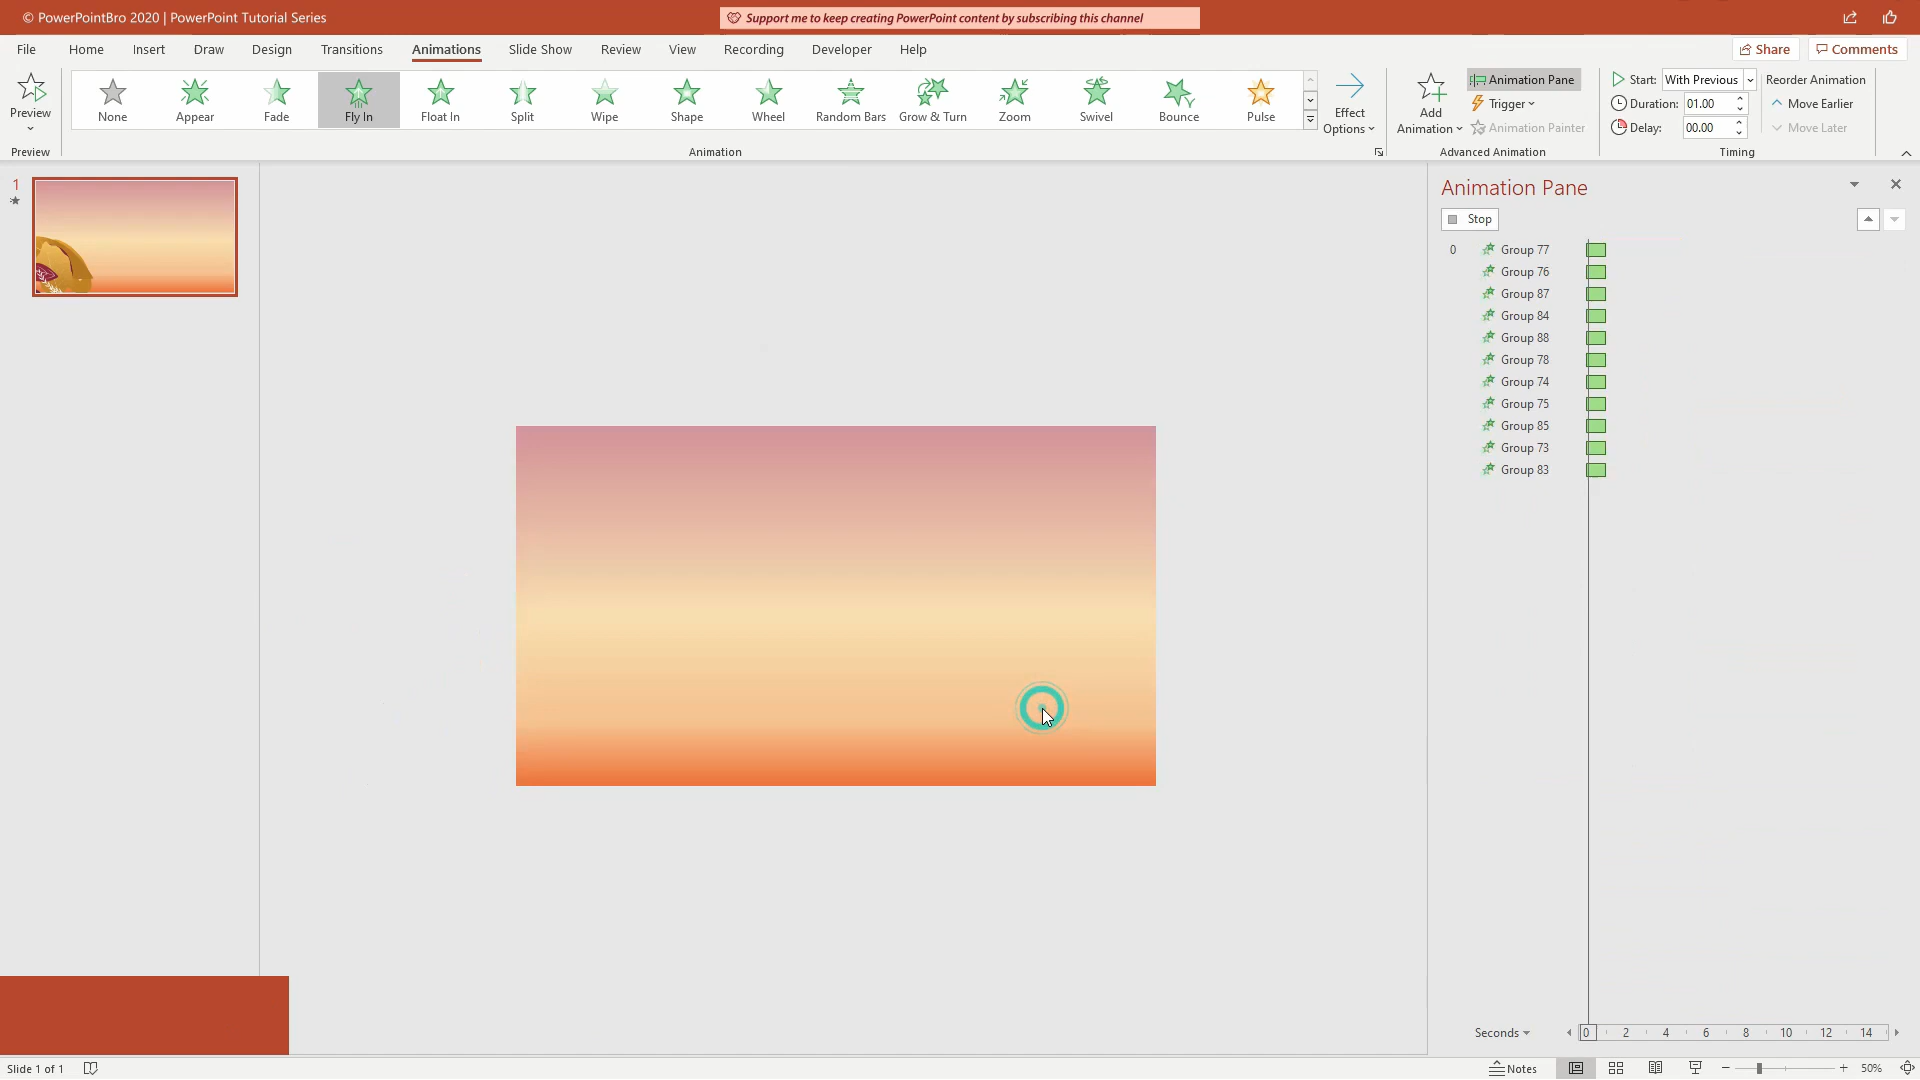 © PowerPointBro 2020 | PowerPoint Tutorial Series
Support me to keep creating PowerPoint content by subscribing this channel
File Home Insert Draw Design Transitions Animations Slide Show Review View Recording Developer Help
Share Comments
Preview
Preview
None Appear Fade Fly In Float In Split Wipe Shape Wheel Random Bars Grow & Turn Zoom Swivel Bounce Pulse
Animation
Effect
Options
Add
Animation
Animation Pane
Trigger
Animation Painter
Advanced Animation
Start: With Previous
Duration: 01.00
Delay: 00.00
Reorder Animation
Move Earlier
Move Later
Timing
1
Animation Pane
Stop
0 Group 77
Group 76
Group 87
Group 84
Group 88
Group 78
Group 74
Group 75
Group 85
Group 73
Group 83
Seconds 0 2 4 6 8 10 12 14
Slide 1 of 1
Notes
50%